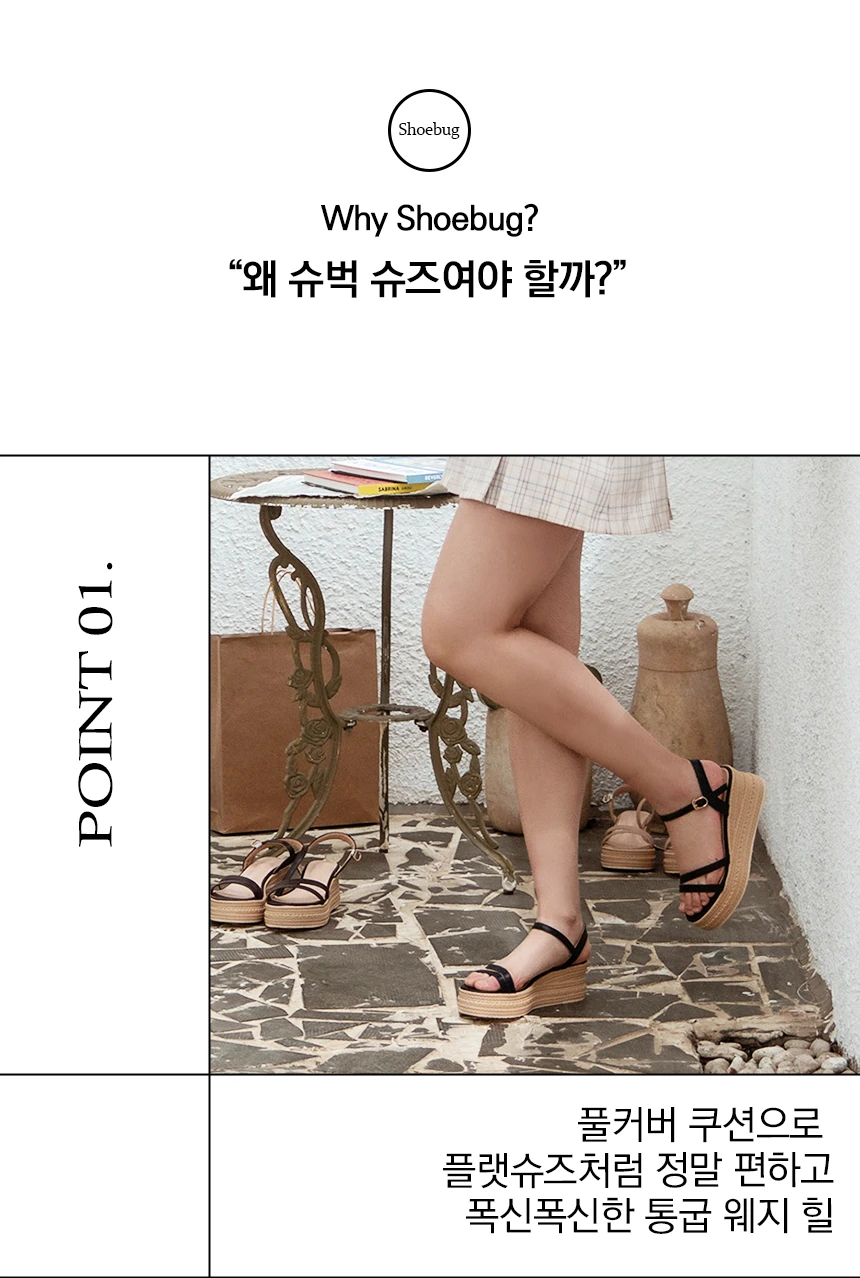 Shoebug
Why Shoebug?
“왜 슈벅 슈즈여야 할까?”
SABRINA
BEVERLY
POINT 01.
풀커버 쿠션으로
플랫슈즈처럼 정말 편하고
폭신폭신한 통굽 웨지 힐